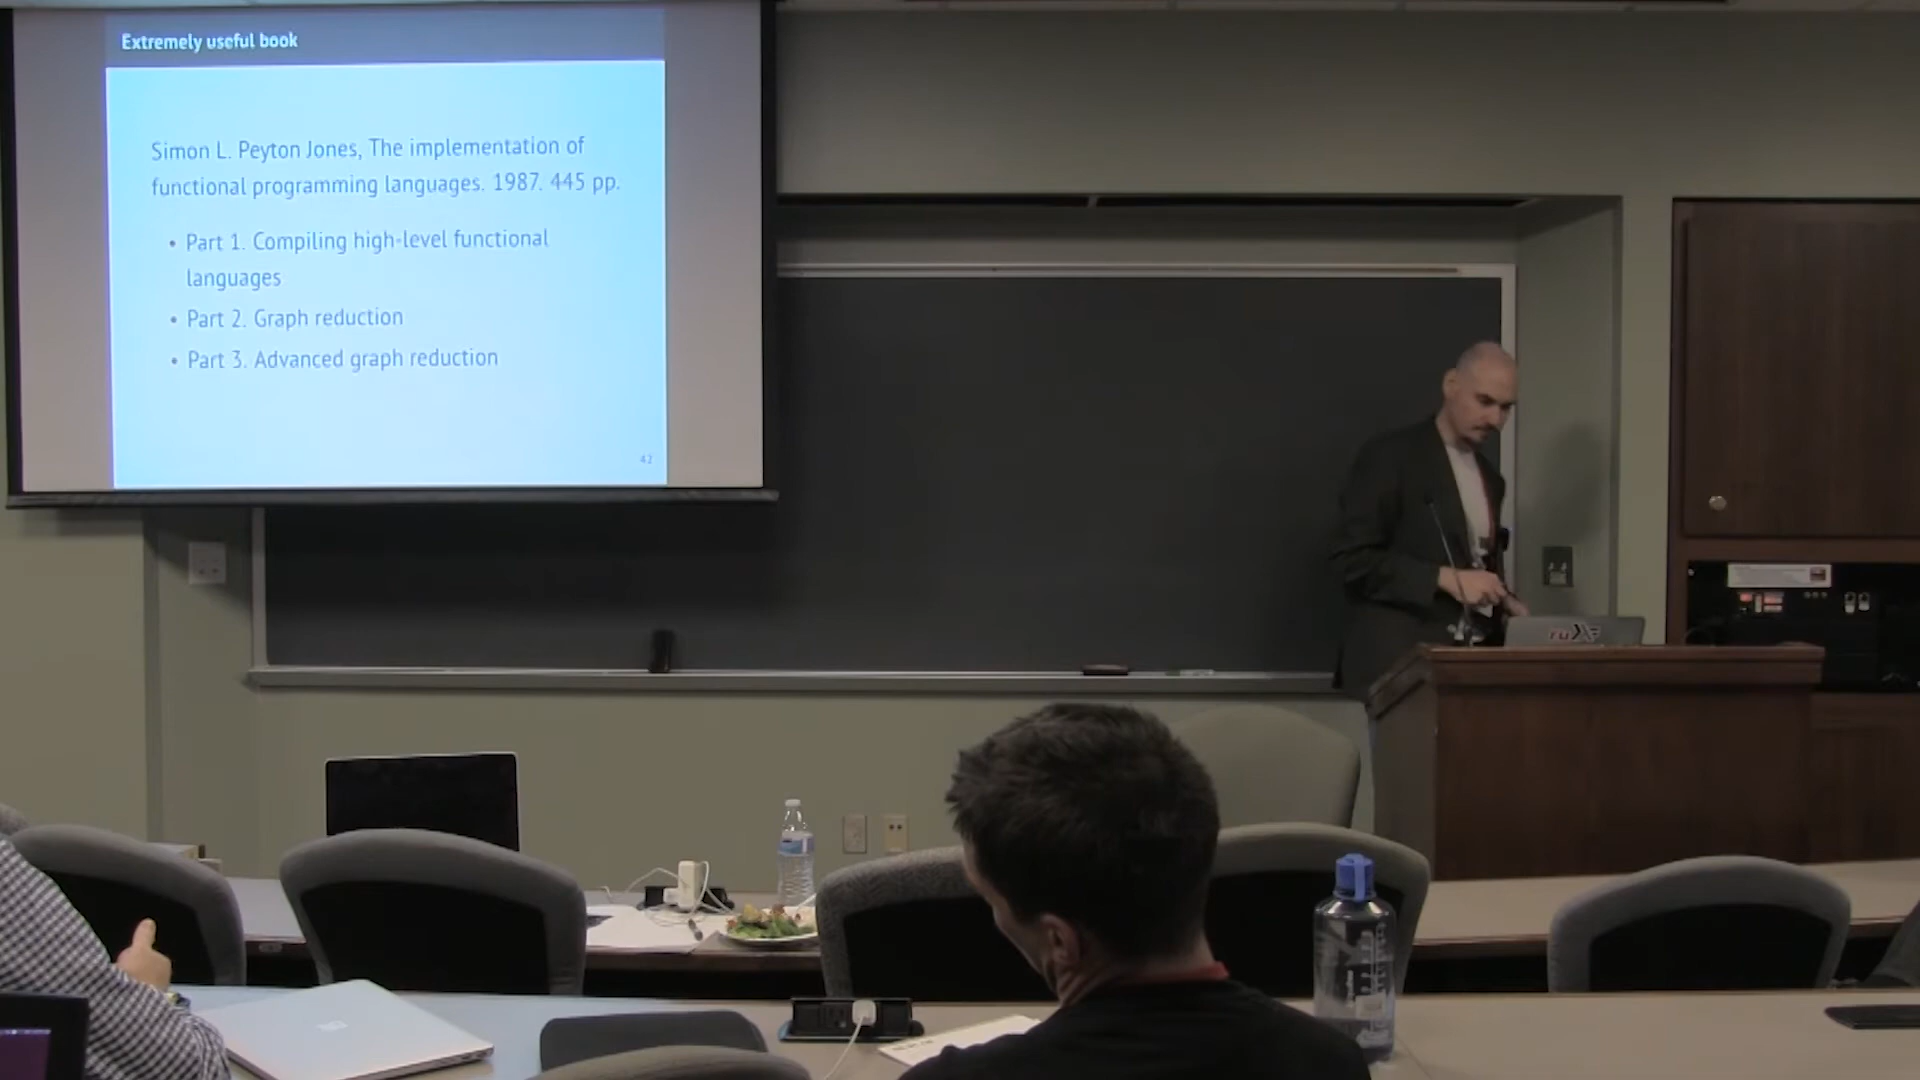 Extremely useful book
Simon L. Peyton Jones, The implementation of
functional programming languages. 1987. 445 pp.
• Part 1. Compiling high-level functional
languages
• Part 2. Graph reduction
• Part 3. Advanced graph reduction
42
ru